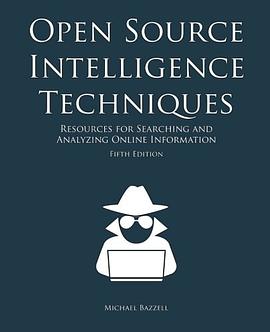 OPEN SOURCE
INTELLIGENCE
TECHNIQUES
RESOURCES FOR SEARCHING AND
ANALYZING ONLINE INFORMATION
FIFTH EDITION
MICHAEL BAZZELL